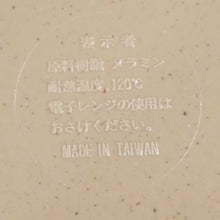 表示者
原料樹脂 メラミン
耐熱温度 120℃
電子レンジの使用は
おさけください。
MADE IN TAIWAN